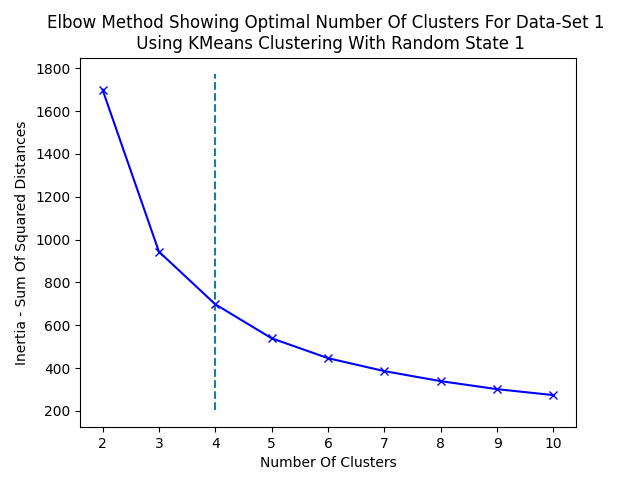 Elbow Method Showing Optimal Number Of Clusters For Data-Set 1
Using KMeans Clustering With Random State 1
1800
1600
1400
1200
1000
800
600
400
200
Inertia - Sum Of Squared Distances
2 3 4 5 6 7 8 9 10
Number Of Clusters